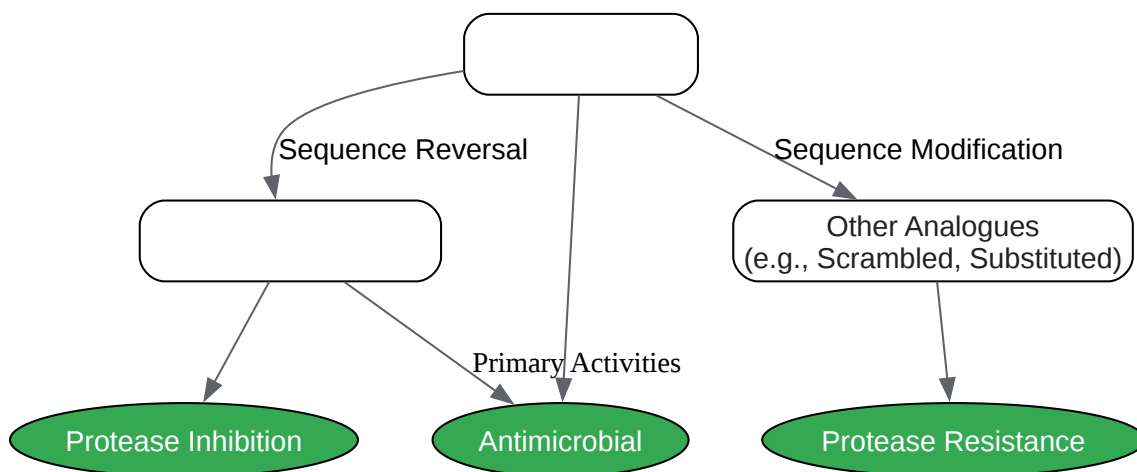 Sequence Reversal
Sequence Modification
Other Analogues
(e.g., Scrambled, Substituted)
Primary Activities
Protease Inhibition
Antimicrobial
Protease Resistance